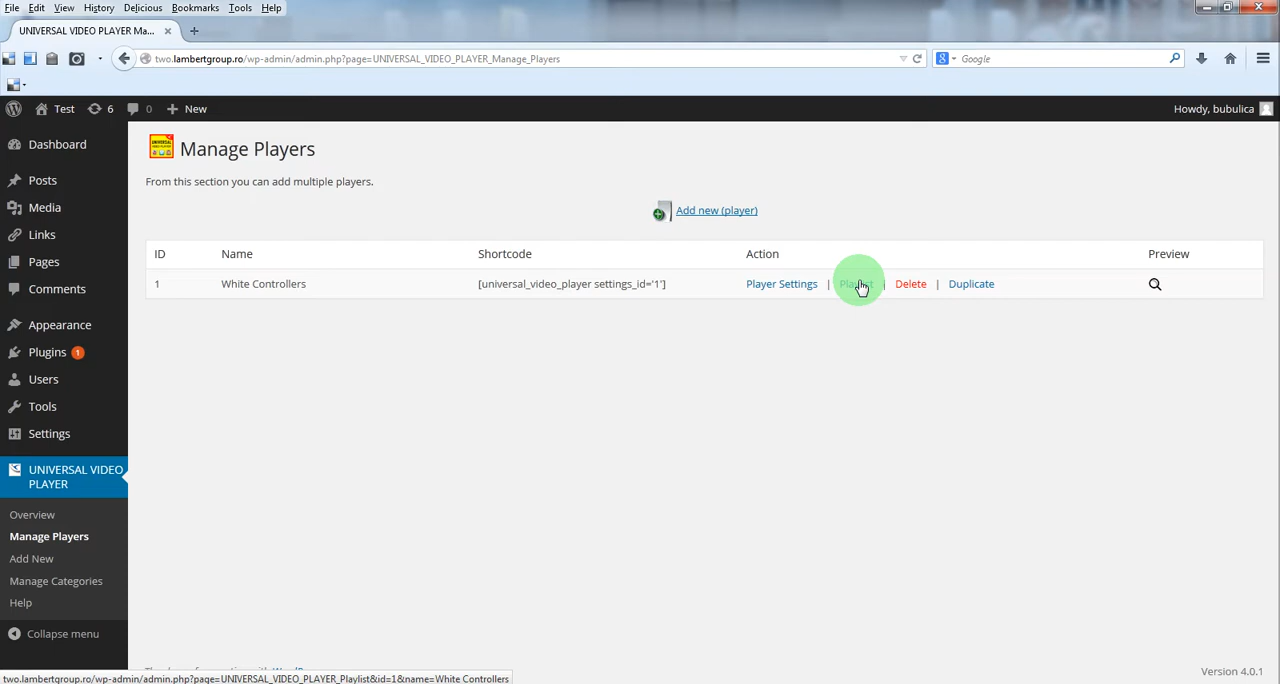 File Edit View History Delicious Bookmarks Tools Help
UNIVERSAL VIDEO PLAYER Ma...
two.lambertgroup.ro/wp-admin/admin.php?page=UNIVERSAL_VIDEO_PLAYER_Manage_Players
Google
Test 6 0 New Howdy, bubulica
Dashboard
Posts
Media
Links
Pages
Comments
Appearance
Plugins 1
Users
Tools
Settings
UNIVERSAL VIDEO
PLAYER
Overview
Manage Players
Add New
Manage Categories
Help
Collapse menu
Manage Players
From this section you can add multiple players.
Add new (player)
ID Name Shortcode Action Preview
1 White Controllers [universal_video_player settings_id='1'] Player Settings | Playlist | Delete | Duplicate
Version 4.0.1
two.lambertgroup.ro/wp-admin/admin.php?page=UNIVERSAL_VIDEO_PLAYER_Playlist&id=1&name=White Controllers